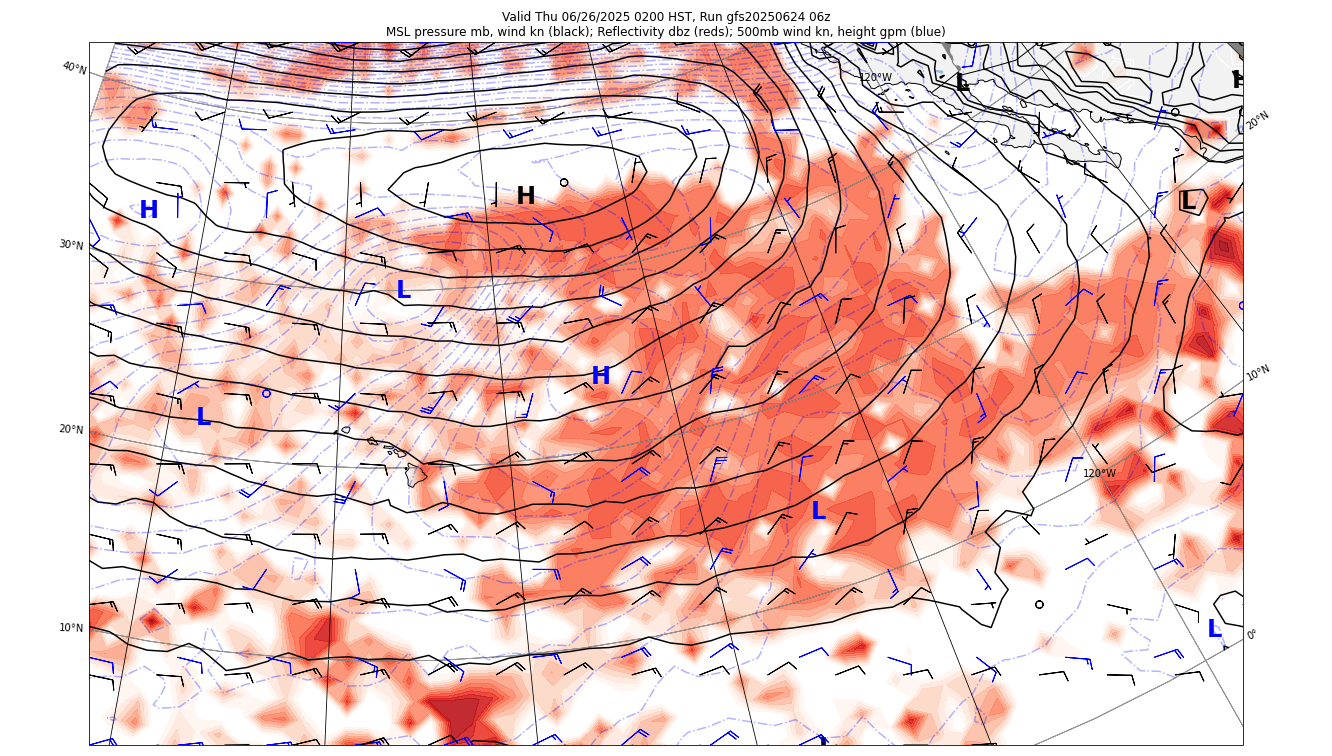 Valid Thu 06/26/2025 0200 HST, Run gfs20250624 06z
MSL pressure mb, wind kn (black); Reflectivity dbz (reds); 500mb wind kn, height gpm (blue)
40°N
120°W
L
H
20°N
H
H
L
30°N
L
H
10°N
L
20°N
120°W
L
10°N
L
0°